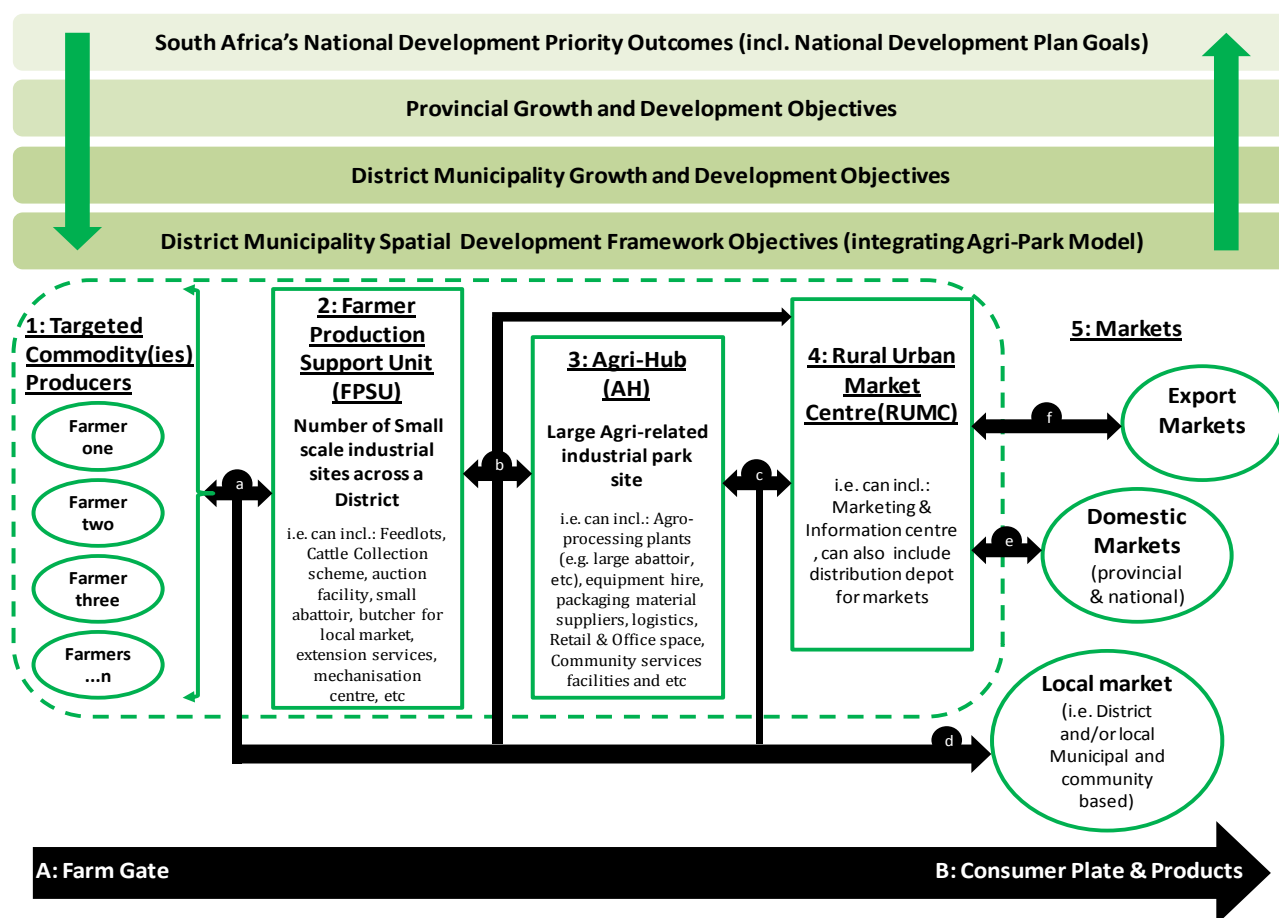 South Africa's National Development Priority Outcomes (incl. National Development Plan Goals)
Provincial Growth and Development Objectives
District Municipality Growth and Development Objectives
District Municipality Spatial Development Framework Objectives (integrating Agri-Park Model)
1: Targeted
Commodity(ies)
Producers
Farmer
one
Farmer
two
Farmer
three
Farmers
...n
a
2: Farmer
Production
Support Unit
(FPSU)
Number of Small
scale industrial
sites across a
District
i.e. can incl.: Feedlots,
Cattle Collection
scheme, auction
facility, small
abattoir, butcher for
local market,
extension services,
mechanisation
centre, etc
b
3: Agri-Hub
(AH)
Large Agri-related
industrial park
site
i.e. can incl.: Agro-
processing plants
(e.g. large abattoir,
etc), equipment hire,
packaging material
suppliers, logistics,
Retail & Office space,
Community services
facilities and etc
c
4: Rural Urban
Market
Centre(RUMC)
i.e. can incl.:
Marketing &
Information centre
, can also include
distribution depot
for markets
5: Markets
f
Export
Markets
e
Domestic
Markets
(provincial
& national)
d
Local market
(i.e. District
and/or local
Municipal and
community
based)
A: Farm Gate
B: Consumer Plate & Products